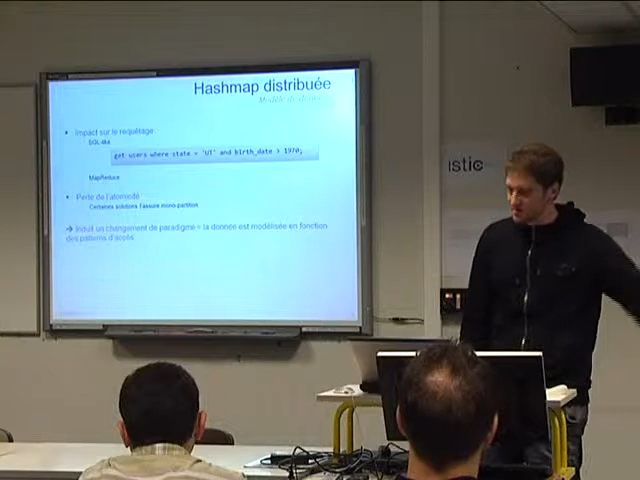 Hashmap distribuée
Modèle de
• Impact sur le requêtage
SQL-like
get users where state = 'UT' and birth_date > 1970;
MapReduce
• Perte de l'atomicité
Certaines solutions l'assure mono-partition
➔ Induit un changement de paradigme = la donnée est modélisée en fonction
des patterns d'accès
istic